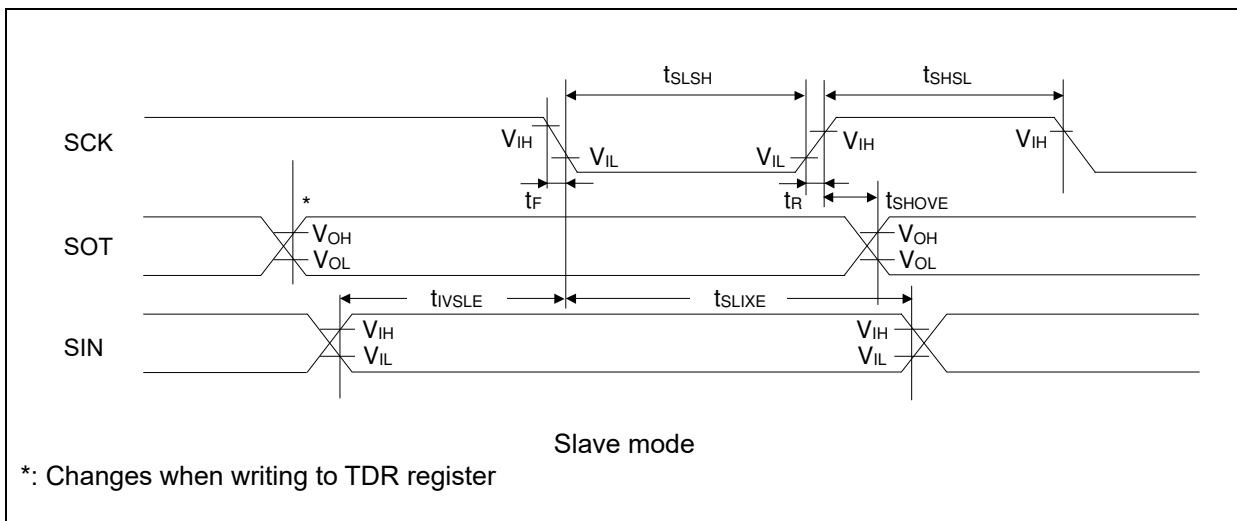 tSLSH
tSHSL
SCK
VIH
VIL
VIL
VIH
VIH
tF
tR
tSHOVE
*
SOT
VOH
VOL
VOH
VOL
tIVSLE
tSLIXE
SIN
VIH
VIL
VIH
VIL
Slave mode
*: Changes when writing to TDR register